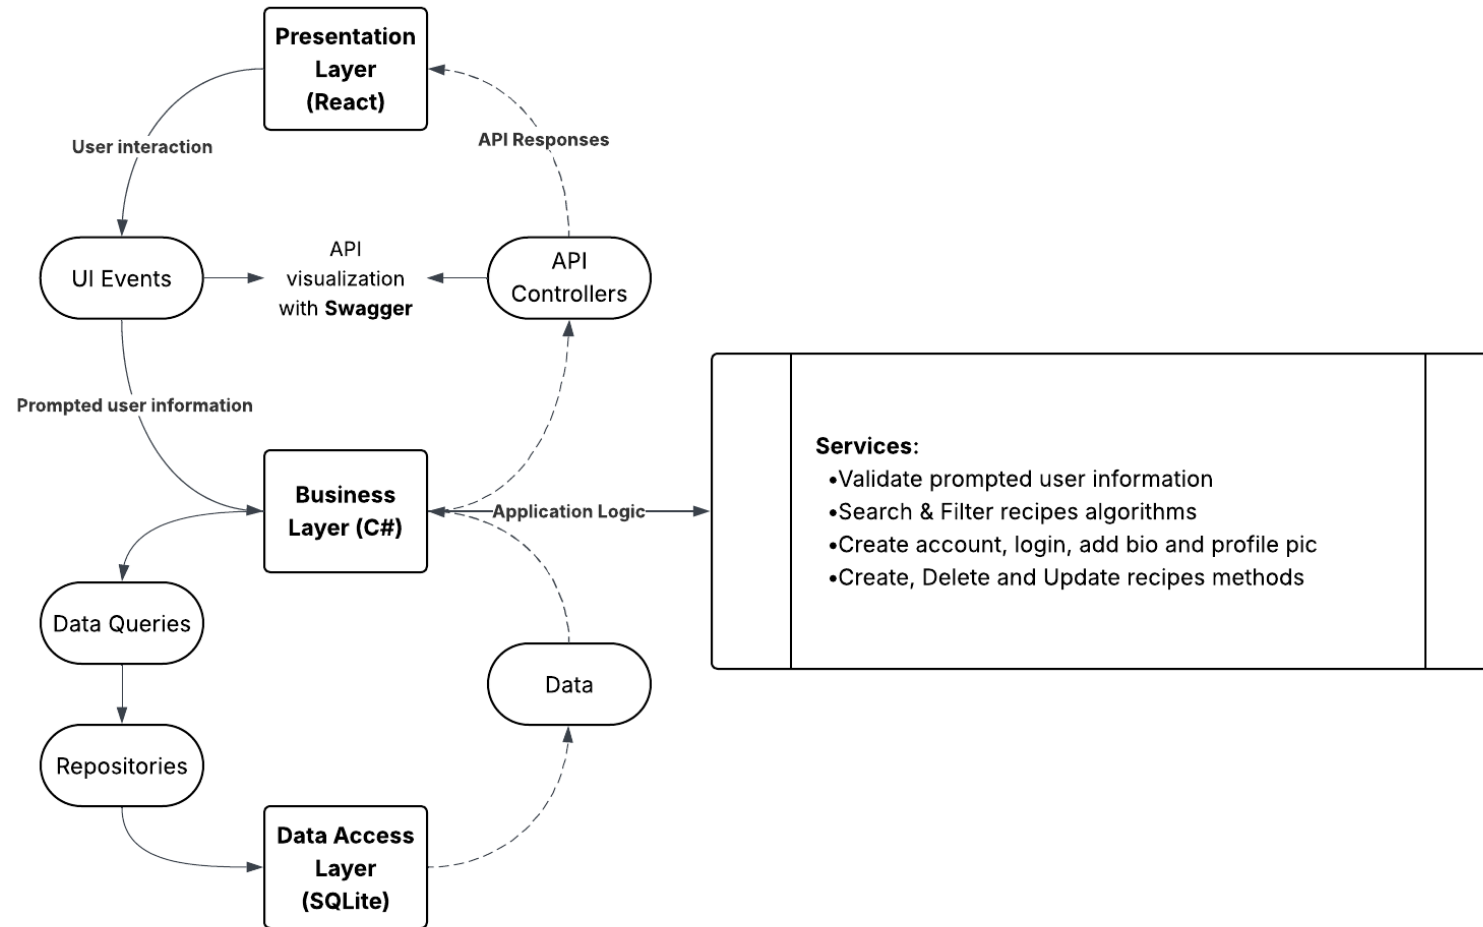 Presentation
Layer
(React)
User interaction
API Responses
UI Events
API
visualization
with Swagger
API
Controllers
Prompted user information
Business
Layer (C#)
Application Logic
Services:
•Validate prompted user information
•Search & Filter recipes algorithms
•Create account, login, add bio and profile pic
•Create, Delete and Update recipes methods
Data Queries
Data
Repositories
Data Access
Layer
(SQLite)